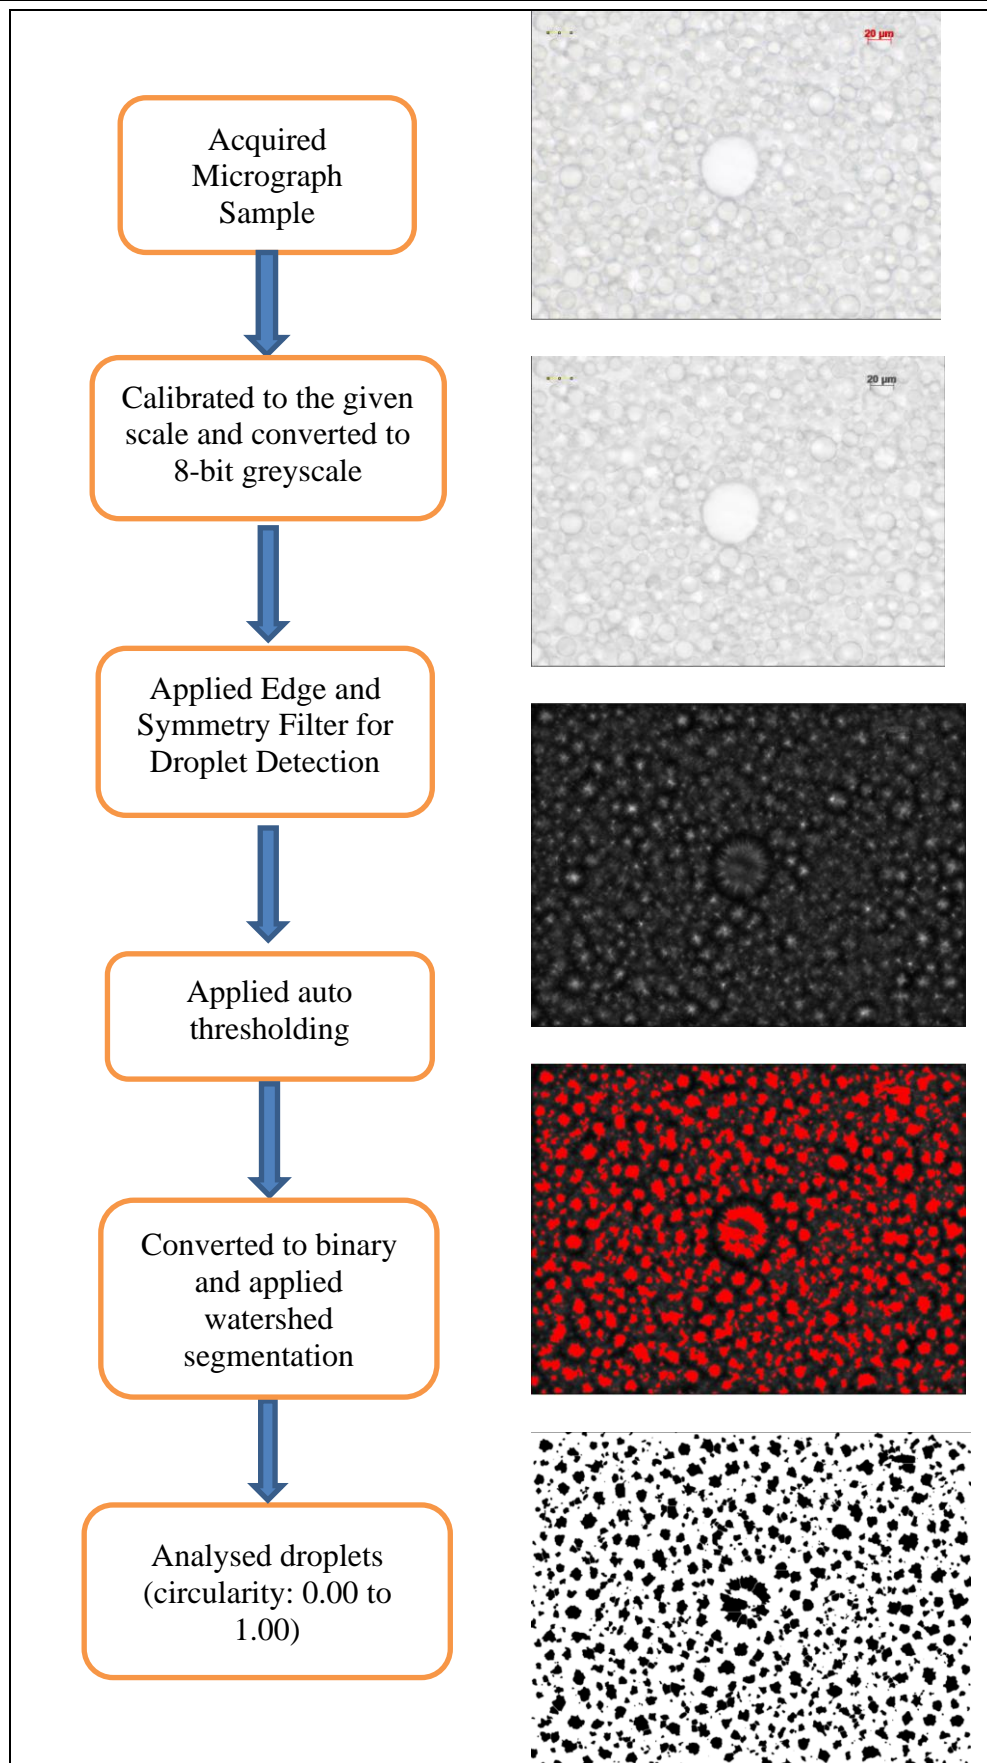 Acquired
Micrograph
Sample
20 µm
Calibrated to the given
scale and converted to
8-bit greyscale
20 µm
Applied Edge and
Symmetry Filter for
Droplet Detection
Applied auto
thresholding
Converted to binary
and applied
watershed
segmentation
Analysed droplets
(circularity: 0.00 to
1.00)